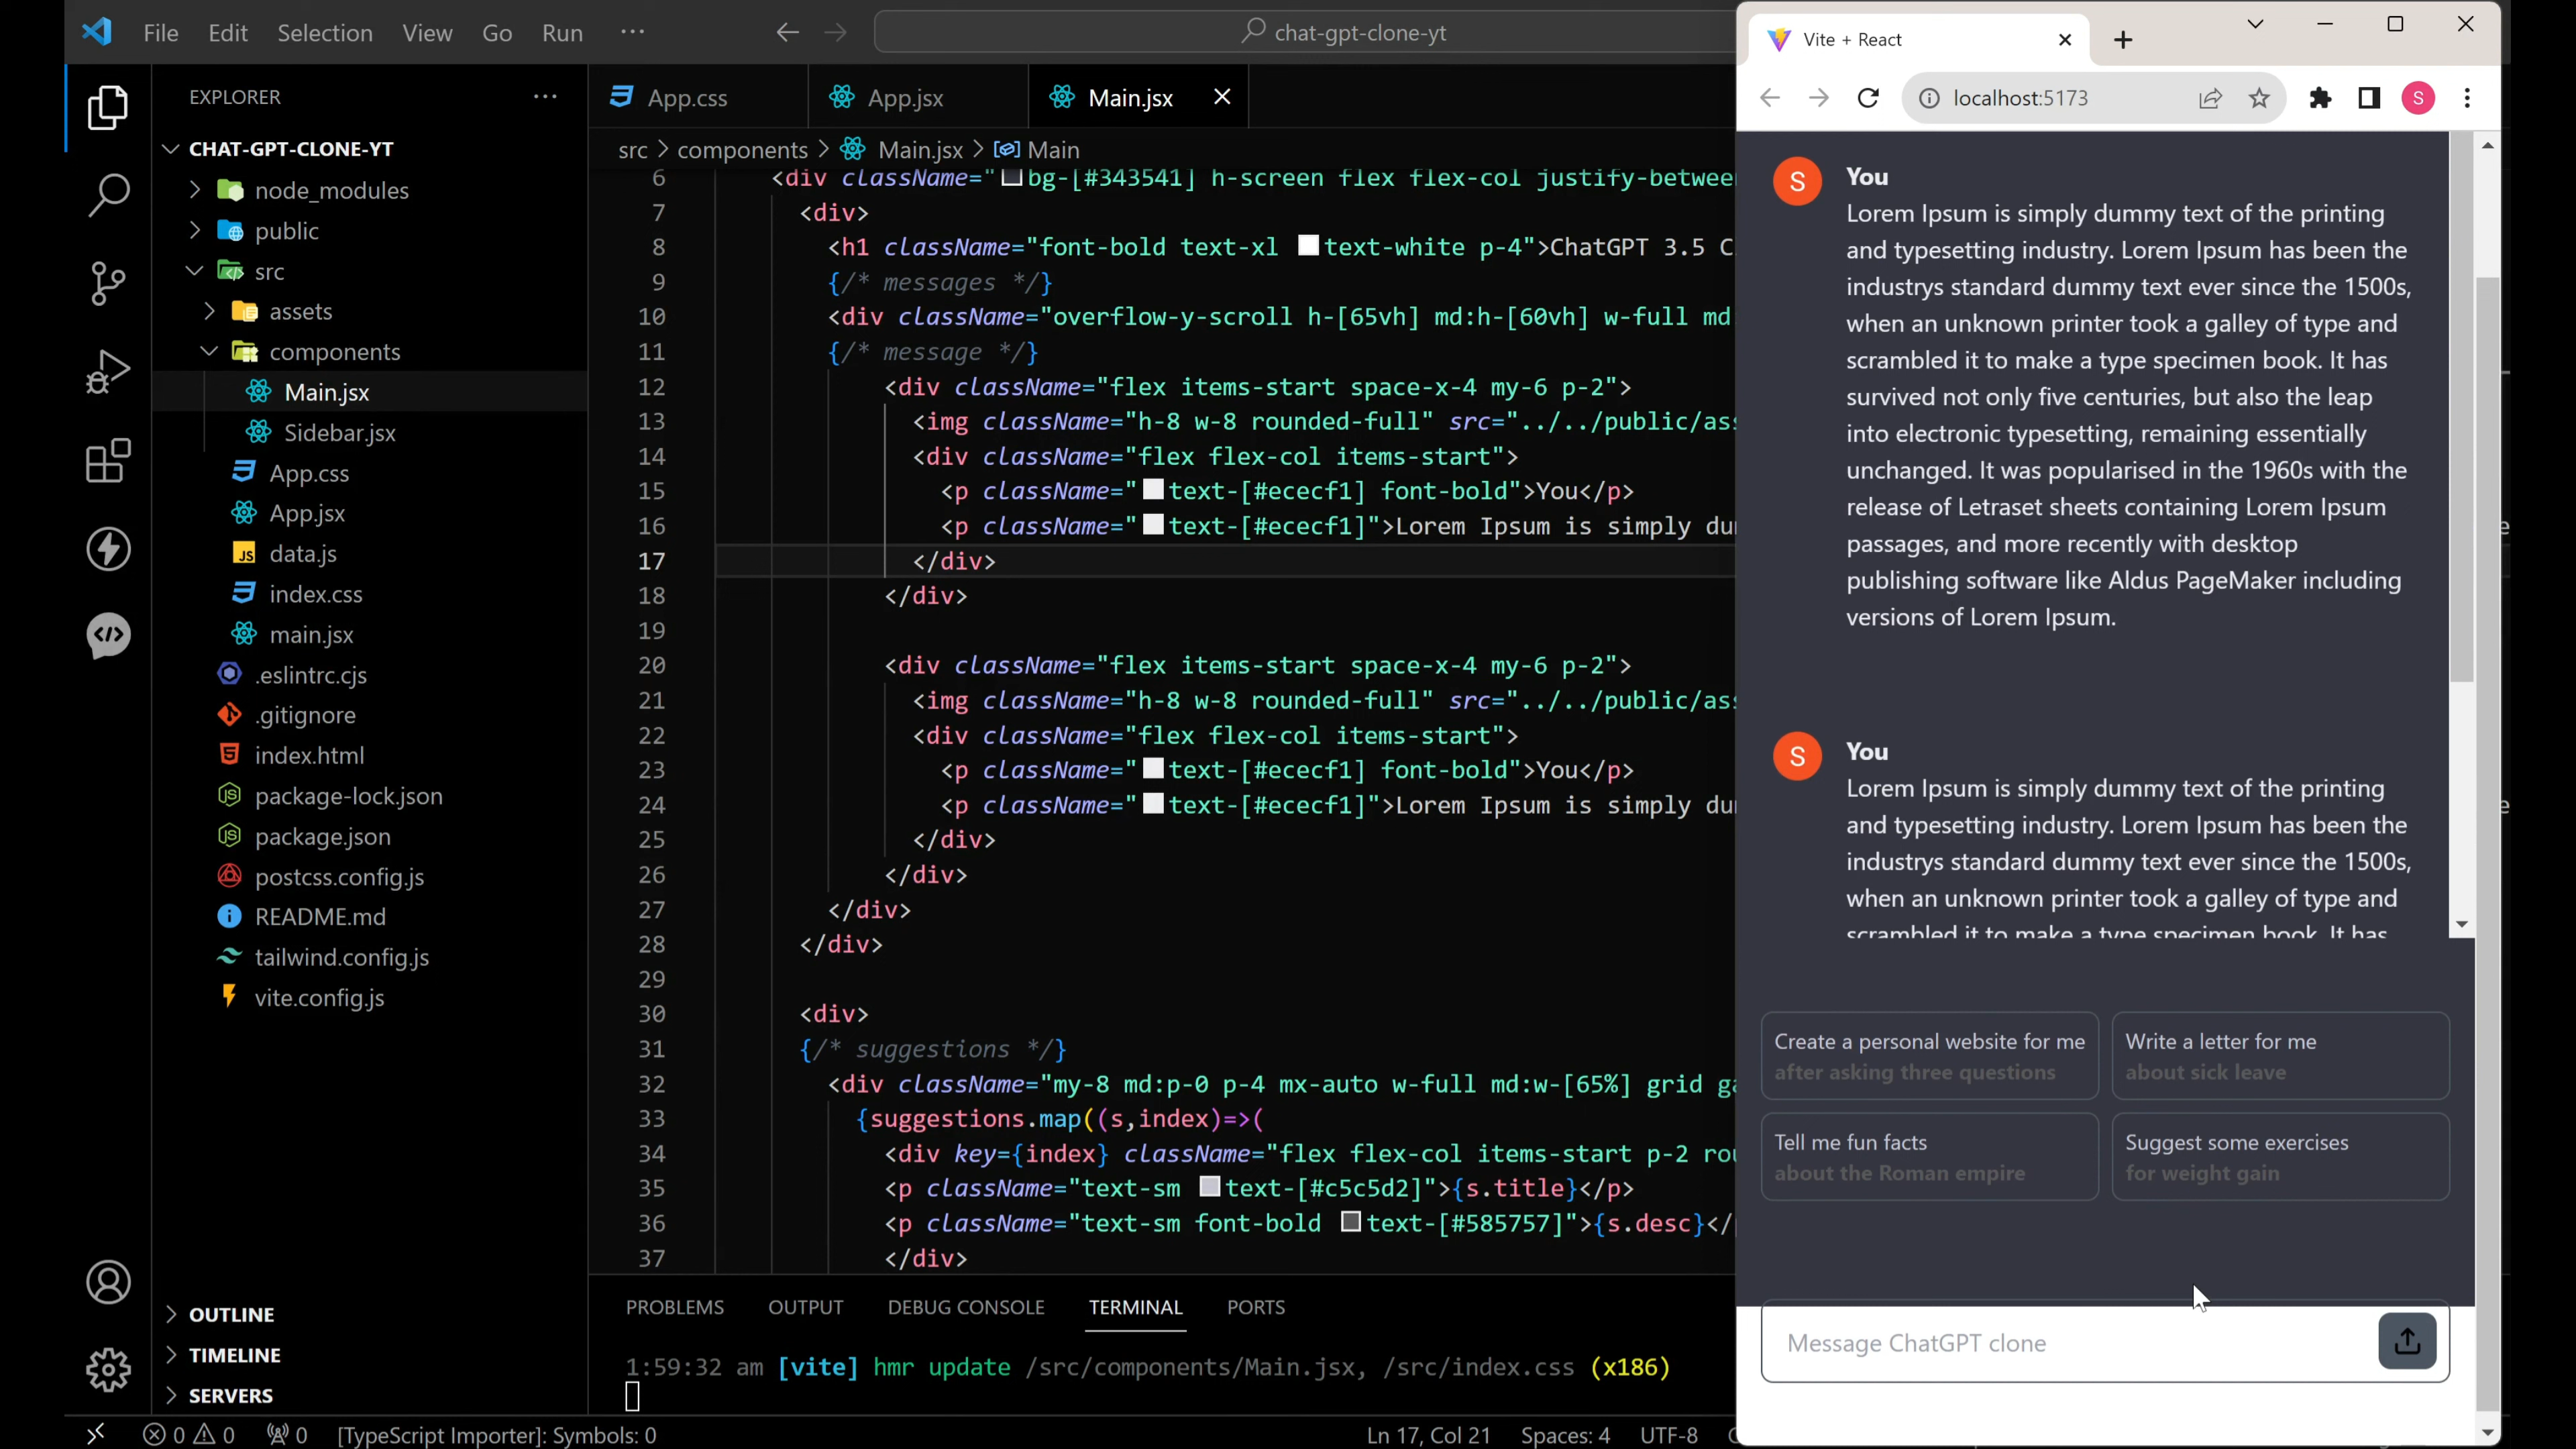 File Edit Selection View Go Run ···
chat-gpt-clone-yt
EXPLORER
CHAT-GPT-CLONE-YT
node_modules
public
src
assets
components
Main.jsx
Sidebar.jsx
App.css
App.jsx
data.js
index.css
main.jsx
.eslintrc.cjs
.gitignore
index.html
package-lock.json
package.json
postcss.config.js
README.md
tailwind.config.js
vite.config.js
OUTLINE
TIMELINE
SERVERS
App.css App.jsx Main.jsx
src > components > Main.jsx > Main
6 <div className="bg-[#343541] h-screen flex flex-col justify-betwee
7 <div>
8 <h1 className="font-bold text-xl text-white p-4">ChatGPT 3.5 C
9 {/* messages */}
10 <div className="overflow-y-scroll h-[65vh] md:h-[60vh] w-full md
11 {/* message */}
12 <div className="flex items-start space-x-4 my-6 p-2">
13 <img className="h-8 w-8 rounded-full" src="../../public/as
14 <div className="flex flex-col items-start">
15 <p className="text-[#ececf1] font-bold">You</p>
16 <p className="text-[#ececf1]">Lorem Ipsum is simply du
17 </div>
18 </div>
19
20 <div className="flex items-start space-x-4 my-6 p-2">
21 <img className="h-8 w-8 rounded-full" src="../../public/as
22 <div className="flex flex-col items-start">
23 <p className="text-[#ececf1] font-bold">You</p>
24 <p className="text-[#ececf1]">Lorem Ipsum is simply du
25 </div>
26 </div>
27 </div>
28 </div>
29
30 <div>
31 {/* suggestions */}
32 <div className="my-8 md:p-0 p-4 mx-auto w-full md:w-[65%] grid ga
33 {suggestions.map((s,index)=>(
34 <div key={index} className="flex flex-col items-start p-2 rou
35 <p className="text-sm text-[#c5c5d2]">{s.title}</p>
36 <p className="text-sm font-bold text-[#585757]">{s.desc}</
37 </div>
PROBLEMS OUTPUT DEBUG CONSOLE TERMINAL PORTS
1:59:32 am [vite] hmr update /src/components/Main.jsx, /src/index.css (x186)
0 0 0 [TypeScript Importer]: Symbols: 0 Ln 17, Col 21 Spaces: 4 UTF-8
Vite + React
localhost:5173
S
S
You
Lorem Ipsum is simply dummy text of the printing
and typesetting industry. Lorem Ipsum has been the
industrys standard dummy text ever since the 1500s,
when an unknown printer took a galley of type and
scrambled it to make a type specimen book. It has
survived not only five centuries, but also the leap
into electronic typesetting, remaining essentially
unchanged. It was popularised in the 1960s with the
release of Letraset sheets containing Lorem Ipsum
passages, and more recently with desktop
publishing software like Aldus PageMaker including
versions of Lorem Ipsum.
S
You
Lorem Ipsum is simply dummy text of the printing
and typesetting industry. Lorem Ipsum has been the
industrys standard dummy text ever since the 1500s,
when an unknown printer took a galley of type and
scrambled it to make a type specimen book. It has
Create a personal website for me
after asking three questions
Write a letter for me
about sick leave
Tell me fun facts
about the Roman empire
Suggest some exercises
for weight gain
Message ChatGPT clone